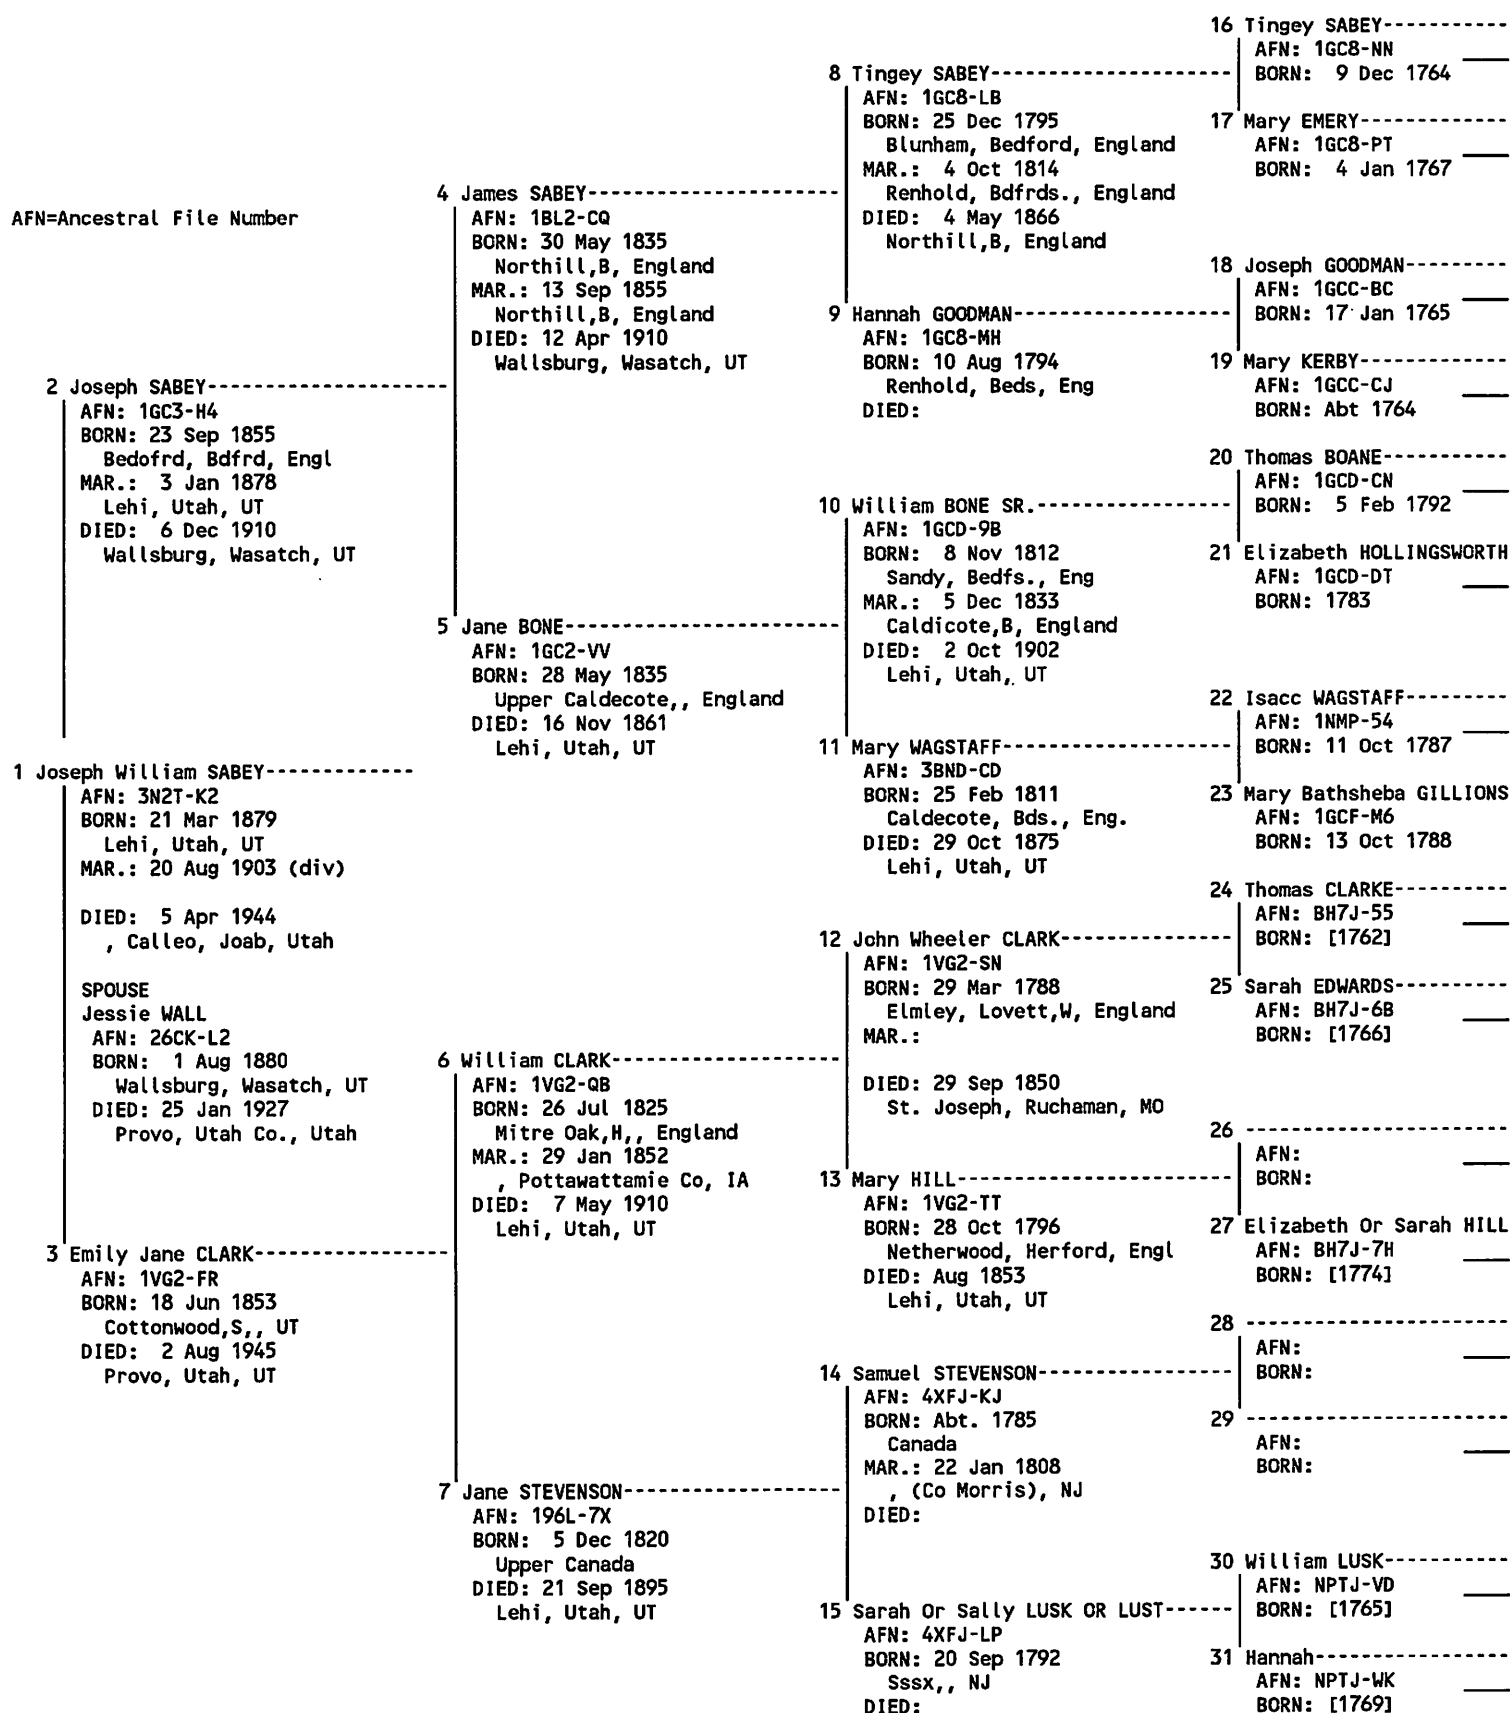 AFN=Ancestral File Number
1 Joseph William SABEY-------------
AFN: 3N2T-K2
BORN: 21 Mar 1879
Lehi, Utah, UT
MAR.: 20 Aug 1903 (div)
DIED: 5 Apr 1944
, Calleo, Joab, Utah
SPOUSE
Jessie WALL
AFN: 26CK-L2
BORN: 1 Aug 1880
Wallsburg, Wasatch, UT
DIED: 25 Jan 1927
Provo, Utah Co., Utah
2 Joseph SABEY--------------------
AFN: 1GC3-H4
BORN: 23 Sep 1855
Bedofrd, Bdfrd, Engl
MAR.: 3 Jan 1878
Lehi, Utah, UT
DIED: 6 Dec 1910
Wallsburg, Wasatch, UT
3 Emily Jane CLARK----------------
AFN: 1VG2-FR
BORN: 18 Jun 1853
Cottonwood,S,, UT
DIED: 2 Aug 1945
Provo, Utah, UT
4 James SABEY---------------------
AFN: 1BL2-CQ
BORN: 30 May 1835
Northill,B, England
MAR.: 13 Sep 1855
Northill,B, England
DIED: 12 Apr 1910
Wallsburg, Wasatch, UT
5 Jane BONE-----------------------
AFN: 1GC2-VV
BORN: 28 May 1835
Upper Caldecote,, England
DIED: 16 Nov 1861
Lehi, Utah, UT
6 William CLARK-------------------
AFN: 1VG2-QB
BORN: 26 Jul 1825
Mitre Oak,H,, England
MAR.: 29 Jan 1852
, Pottawattamie Co, IA
DIED: 7 May 1910
Lehi, Utah, UT
7 Jane STEVENSON------------------
AFN: 196L-7X
BORN: 5 Dec 1820
Upper Canada
DIED: 21 Sep 1895
Lehi, Utah, UT
8 Tingey SABEY--------------------
AFN: 1GC8-LB
BORN: 25 Dec 1795
Blunham, Bedford, England
MAR.: 4 Oct 1814
Renhold, Bdfrds., England
DIED: 4 May 1866
Northill,B, England
9 Hannah GOODMAN------------------
AFN: 1GC8-MH
BORN: 10 Aug 1794
Renhold, Beds, Eng
DIED:
10 William BONE SR.----------------
AFN: 1GCD-9B
BORN: 8 Nov 1812
Sandy, Bedfs., Eng
MAR.: 5 Dec 1833
Caldicote,B, England
DIED: 2 Oct 1902
Lehi, Utah, UT
11 Mary WAGSTAFF-------------------
AFN: 3BND-CD
BORN: 25 Feb 1811
Caldecote, Bds., Eng.
DIED: 29 Oct 1875
Lehi, Utah, UT
12 John Wheeler CLARK--------------
AFN: 1VG2-SN
BORN: 29 Mar 1788
Elmley, Lovett,W, England
MAR.:
DIED: 29 Sep 1850
St. Joseph, Ruchaman, MO
13 Mary HILL-----------------------
AFN: 1VG2-TT
BORN: 28 Oct 1796
Netherwood, Herford, Engl
DIED: Aug 1853
Lehi, Utah, UT
14 Samuel STEVENSON----------------
AFN: 4XFJ-KJ
BORN: Abt. 1785
Canada
MAR.: 22 Jan 1808
, (Co Morris), NJ
DIED:
15 Sarah Or Sally LUSK OR LUST------
AFN: 4XFJ-LP
BORN: 20 Sep 1792
Sssx,, NJ
DIED:
16 Tingey SABEY-----------
AFN: 1GC8-NN
BORN: 9 Dec 1764
17 Mary EMERY-------------
AFN: 1GC8-PT
BORN: 4 Jan 1767
18 Joseph GOODMAN---------
AFN: 1GCC-BC
BORN: 17 Jan 1765
19 Mary KERBY-------------
AFN: 1GCC-CJ
BORN: Abt 1764
20 Thomas BOANE-----------
AFN: 1GCD-CN
BORN: 5 Feb 1792
21 Elizabeth HOLLINGSWORTH
AFN: 1GCD-DT
BORN: 1783
22 Isacc WAGSTAFF---------
AFN: 1NMP-54
BORN: 11 Oct 1787
23 Mary Bathsheba GILLIONS
AFN: 1GCF-M6
BORN: 13 Oct 1788
24 Thomas CLARKE----------
AFN: BH7J-55
BORN: [1762]
25 Sarah EDWARDS----------
AFN: BH7J-6B
BORN: [1766]
26 ----------------------
AFN:
BORN:
27 Elizabeth Or Sarah HILL
AFN: BH7J-7H
BORN: [1774]
28 ----------------------
AFN:
BORN:
29 ----------------------
AFN:
BORN:
30 William LUSK-----------
AFN: NPTJ-VD
BORN: [1765]
31 Hannah-----------------
AFN: NPTJ-WK
BORN: [1769]